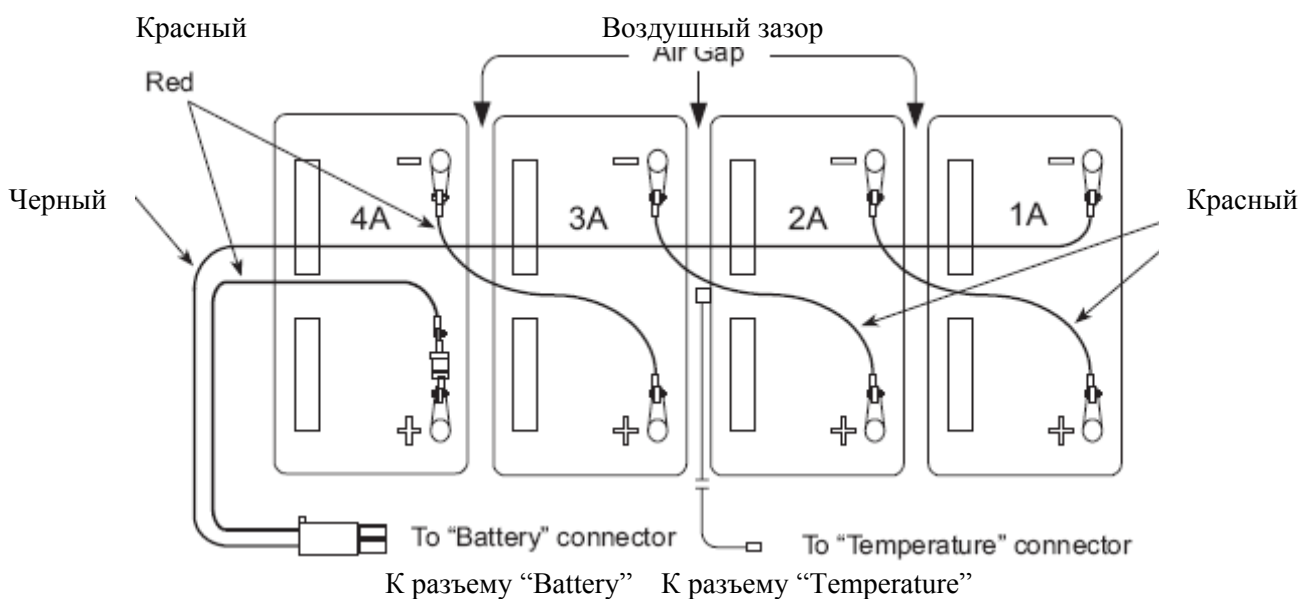 Красный Воздушный зазор
Air Gap
Red
Черный
Красный
4A 3A 2A 1A
− − − −
+ + + +
To “Battery” connector To “Temperature” connector
К разъему “Battery” К разъему “Temperature”